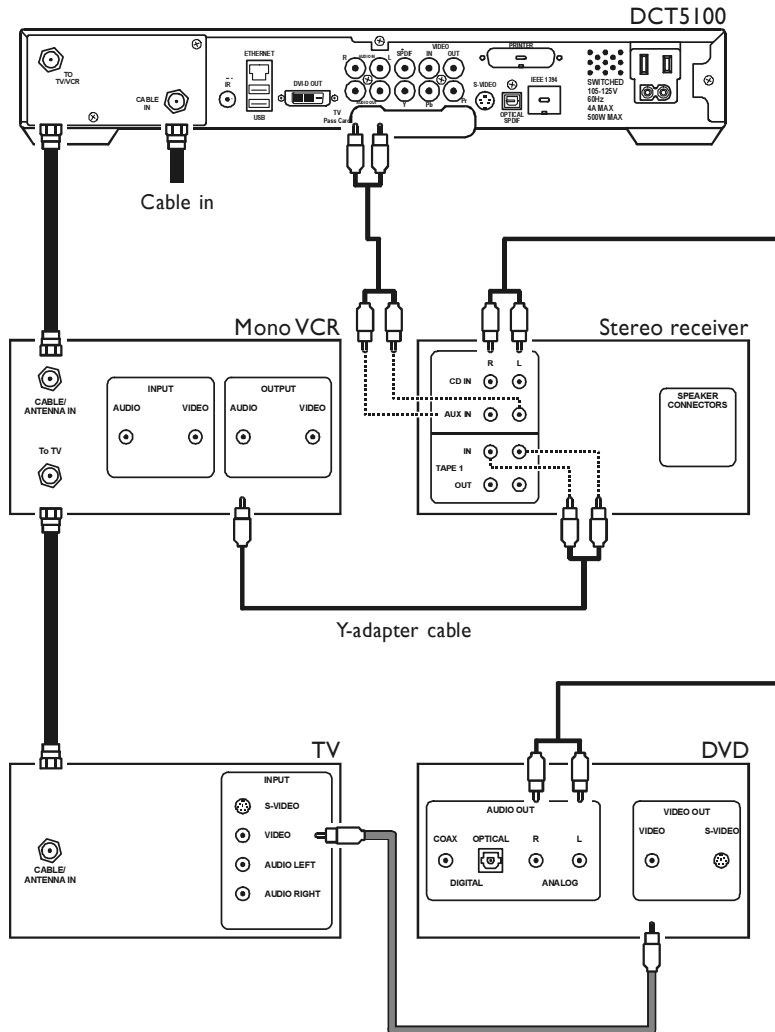 DCT5100
TO
TV/VCR
CABLE
IN
ETHERNET
USB
IR
DVI-D OUT
R
AUDIO IN
L
SPDIF
VIDEO
IN
OUT
AUDIO OUT
Y
Pb
Pr
TV
Pass Card
S-VIDEO
PRINTER
OPTICAL
SPDIF
IEEE 1394
SWITCHED
105-125V
60Hz
4A MAX
500W MAX
Cable in
Mono VCR
CABLE/
ANTENNA IN
To TV
INPUT
AUDIO VIDEO
OUTPUT
AUDIO VIDEO
Stereo receiver
R L
CD IN
AUX IN
IN
TAPE 1
OUT
SPEAKER
CONNECTORS
Y-adapter cable
TV
CABLE/
ANTENNA IN
INPUT
S-VIDEO
VIDEO
AUDIO LEFT
AUDIO RIGHT
DVD
AUDIO OUT
COAX OPTICAL R L
DIGITAL ANALOG
VIDEO OUT
VIDEO S-VIDEO